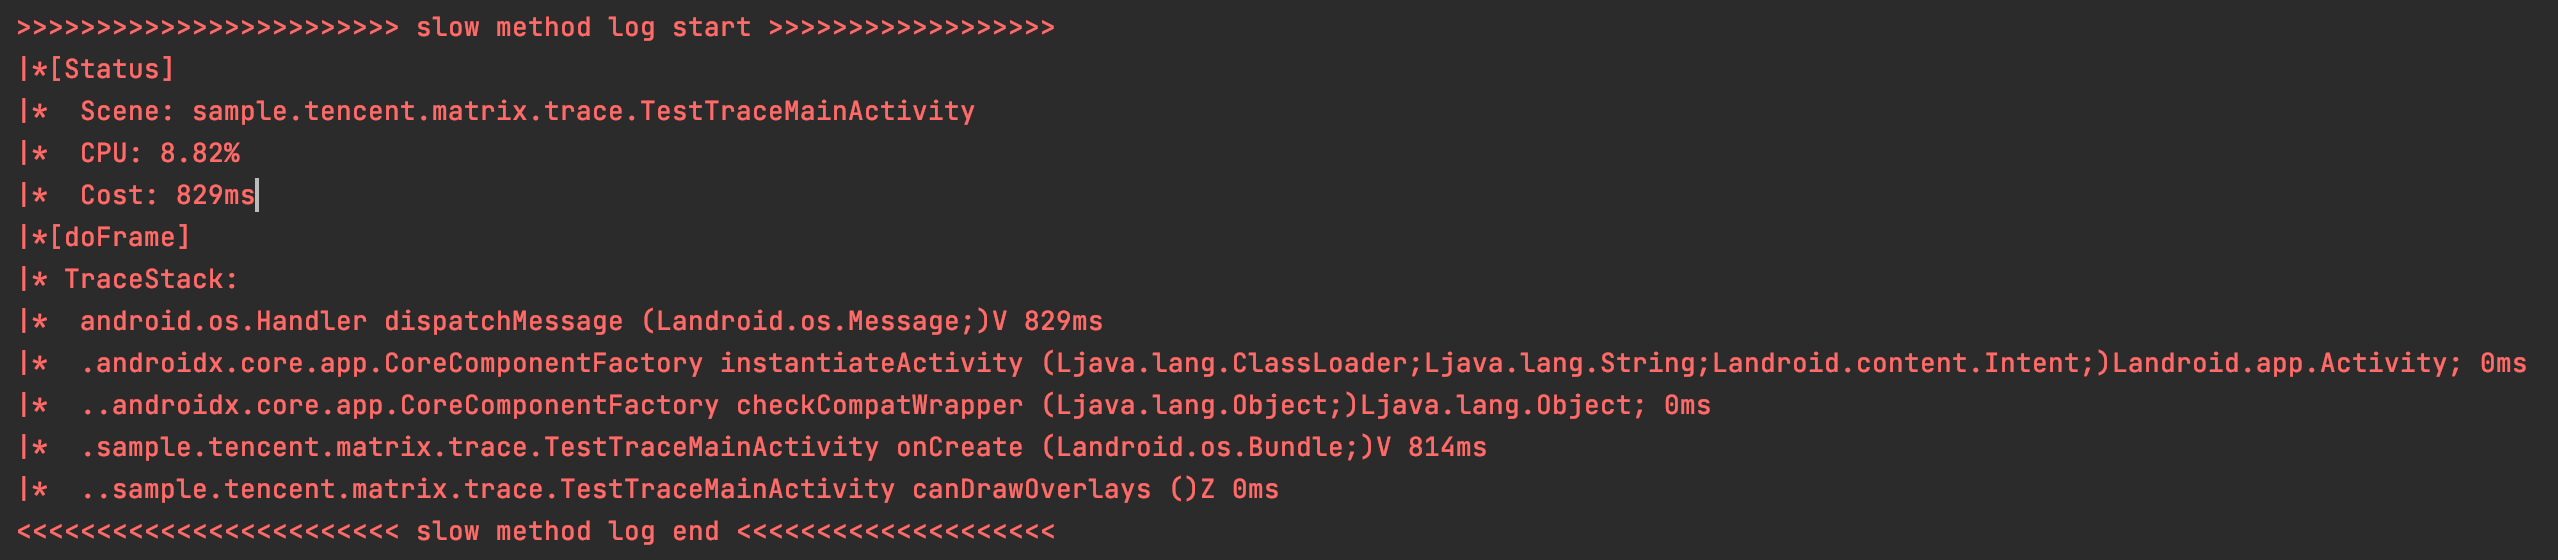 >>>>>>>>>>>>>>>>>>>>>>>> slow method log start >>>>>>>>>>>>>>>>>>
|*[Status]
|*  Scene: sample.tencent.matrix.trace.TestTraceMainActivity
|*  CPU: 8.82%
|*  Cost: 829ms
|*[doFrame]
|* TraceStack:
|*  android.os.Handler dispatchMessage (Landroid.os.Message;)V 829ms
|*  .androidx.core.app.CoreComponentFactory instantiateActivity (Ljava.lang.ClassLoader;Ljava.lang.String;Landroid.content.Intent;)Landroid.app.Activity; 0ms
|*  ..androidx.core.app.CoreComponentFactory checkCompatWrapper (Ljava.lang.Object;)Ljava.lang.Object; 0ms
|*  .sample.tencent.matrix.trace.TestTraceMainActivity onCreate (Landroid.os.Bundle;)V 814ms
|*  ..sample.tencent.matrix.trace.TestTraceMainActivity canDrawOverlays ()Z 0ms
<<<<<<<<<<<<<<<<<<<<<<<< slow method log end <<<<<<<<<<<<<<<<<<<<